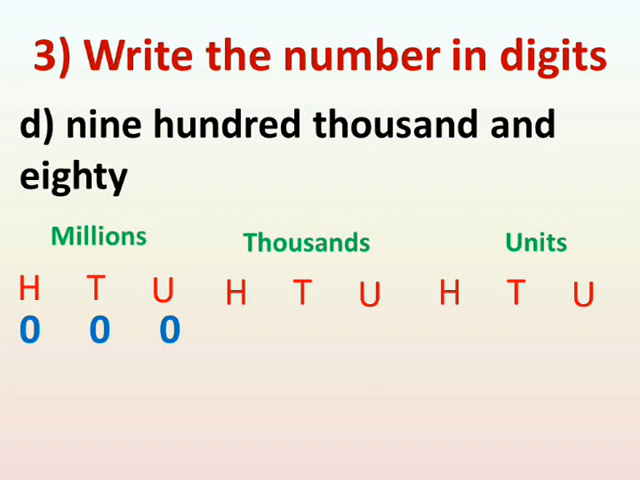 3) Write the number in digits
d) nine hundred thousand and
eighty
Millions Thousands Units
H T U H T U H T U
0 0 0